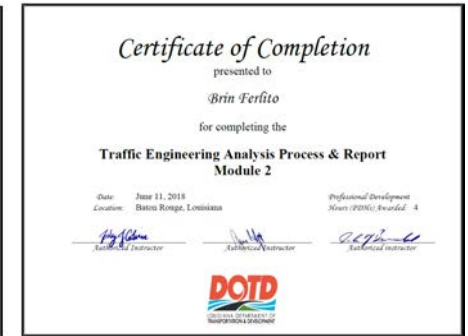 Certificate of Completion
presented to
Brin Ferlito
for completing the
Traffic Engineering Analysis Process & Report
Module 2
Date: June 11, 2018
Location: Baton Rouge, Louisiana
Professional Development
Hours (PDHs) Awarded: 4
Authorized Instructor
Authorized Instructor
Authorized instructor
DOTD
LOUISIANA DEPARTMENT OF
TRANSPORTATION & DEVELOPMENT